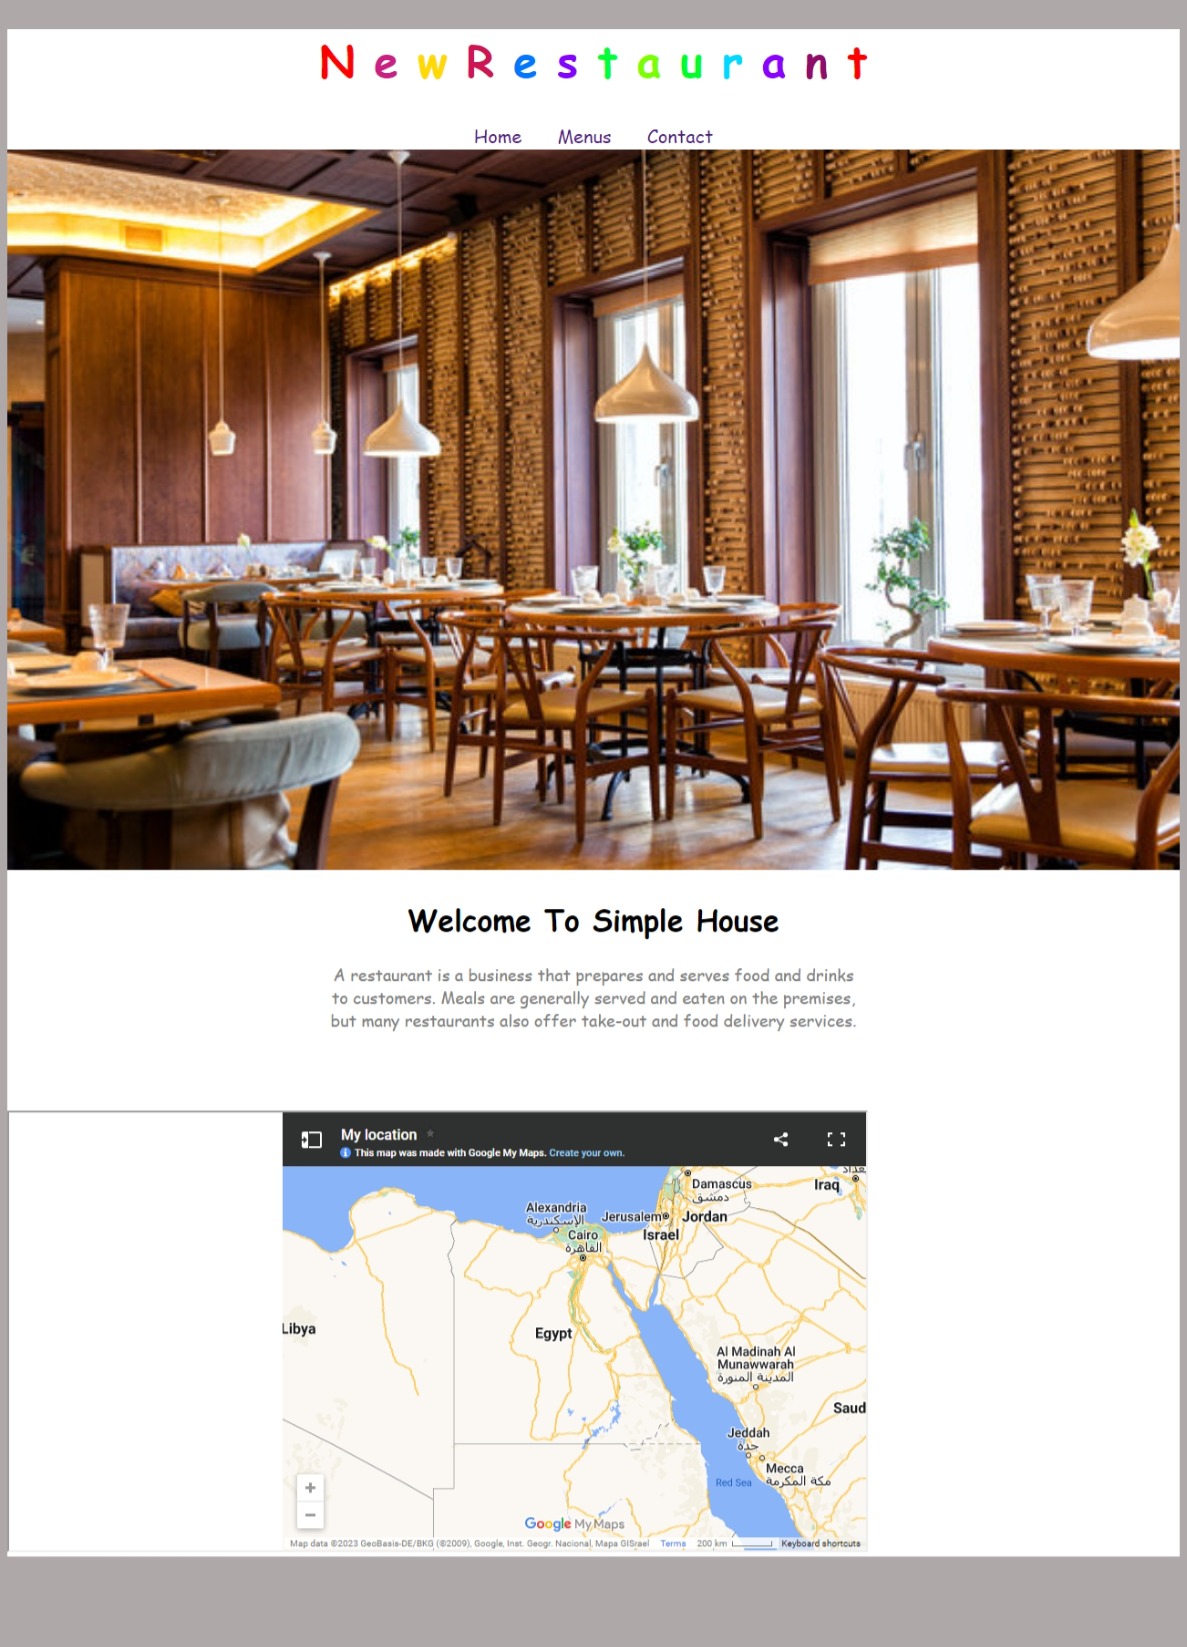 N e w R e s t a u r a n t
Home Menus Contact
Welcome To Simple House
A restaurant is a business that prepares and serves food and drinks
to customers. Meals are generally served and eaten on the premises,
but many restaurants also offer take-out and food delivery services.
My location
This map was made with Google My Maps. Create your own.
Damascus
دمشق
Iraq
Alexandria
الإسكندرية
Jerusalem
Jordan
Cairo
القاهرة
Israel
Libya
Egypt
Al Madinah Al
Munawwarah
المدينة المنورة
Saud
Jeddah
جدة
Mecca
مكة المكرمة
Red Sea
+
−
Google My Maps
Map data ©2023 GeoBasis-DE/BKG (©2009), Google, Inst. Geogr. Nacional, Mapa GISrael Terms 200 km Keyboard shortcuts